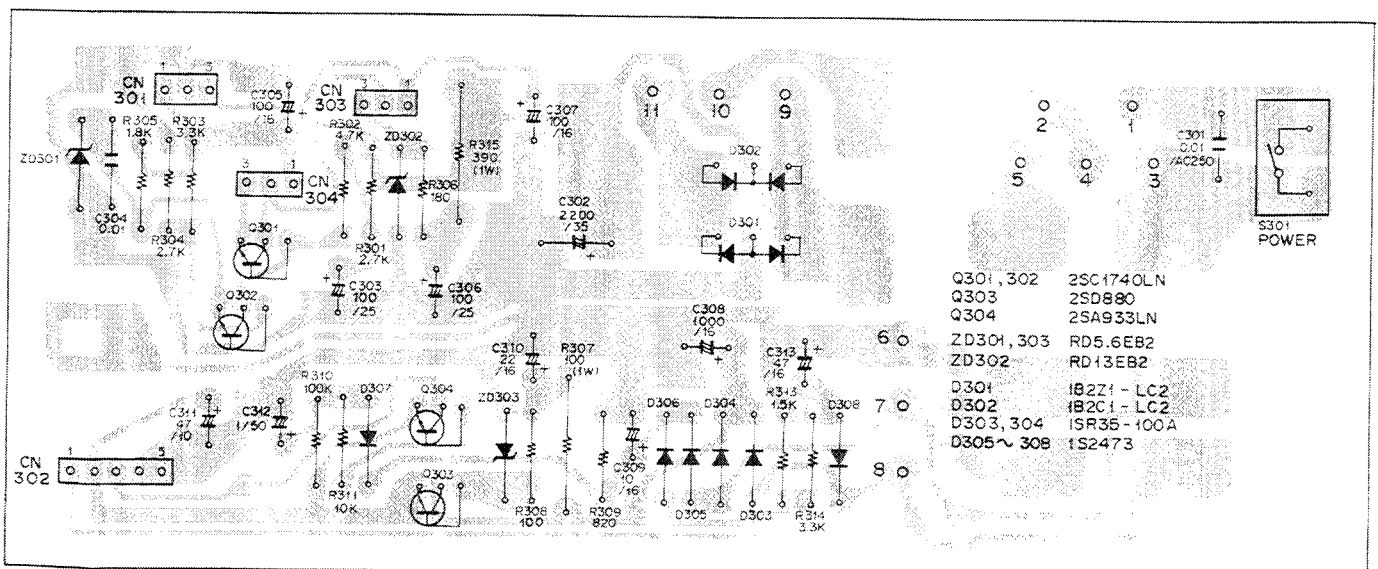 CN
301
1
3
R305
1.8K
R303
3.3K
ZD301
C304
0.01
R304
2.7K
C305
100
/16
+
CN
303
3
1
3
1
CN
304
R302
4.7K
ZD302
R301
2.7K
R306
180
R315
390
(1W)
+
C307
100
/16
11
10
9
D302
D301
C302
2200
/35
+
2
1
5
4
3
C301
0.01
/AC250
S301
POWER
Q301
Q302
+
C303
100
/25
+
C306
100
/25
C308
1000
/16
+
C310
22
/16
+
R307
100
(1W)
C313
47
/16
+
6
7
8
Q301,302 2SC1740LN
Q303 2SD880
Q304 2SA933LN
ZD301,303 RD5.6EB2
ZD302 RD13EB2
D301 1B2Z1-LC2
D302 1B2C1-LC2
D303,304 1SR35-100A
D305~308 1S2473
CN
302
1
5
C311
47
/10
+
C312
1/50
+
R310
100K
D307
R311
10K
Q304
Q303
ZD303
R308
100
R309
820
C309
10
/16
+
D306
D304
D305
D303
R313
1.5K
D308
R314
3.3K